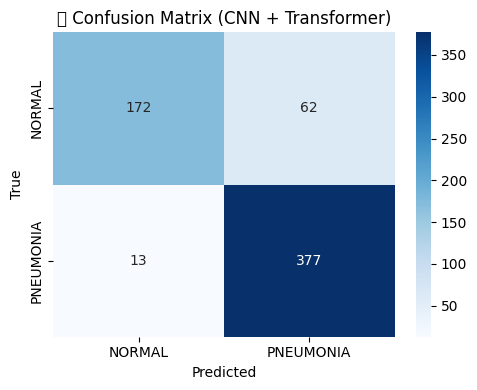 ▯ Confusion Matrix (CNN + Transformer)
NORMAL
172
62
PNEUMONIA
13
377
True
NORMAL
PNEUMONIA
Predicted
350
300
250
200
150
100
50